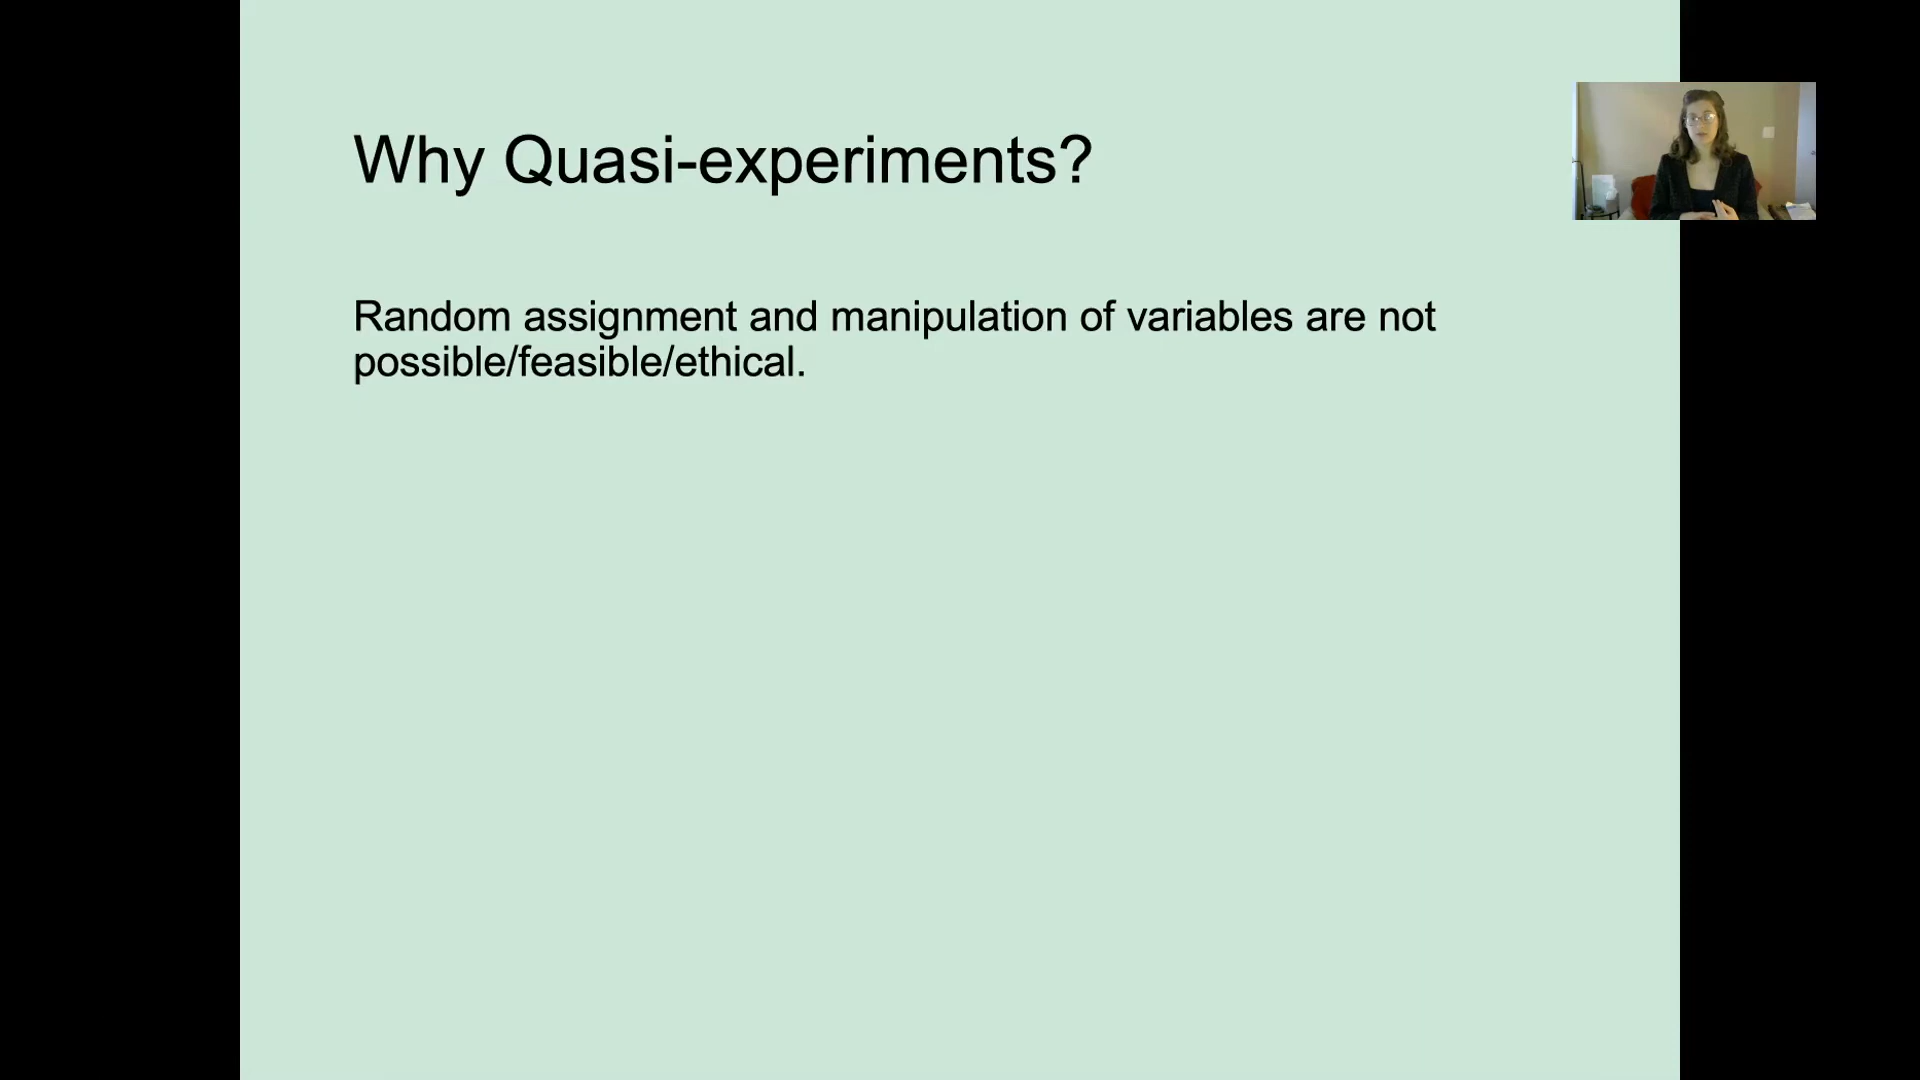 Why Quasi-experiments?
Random assignment and manipulation of variables are not
possible/feasible/ethical.